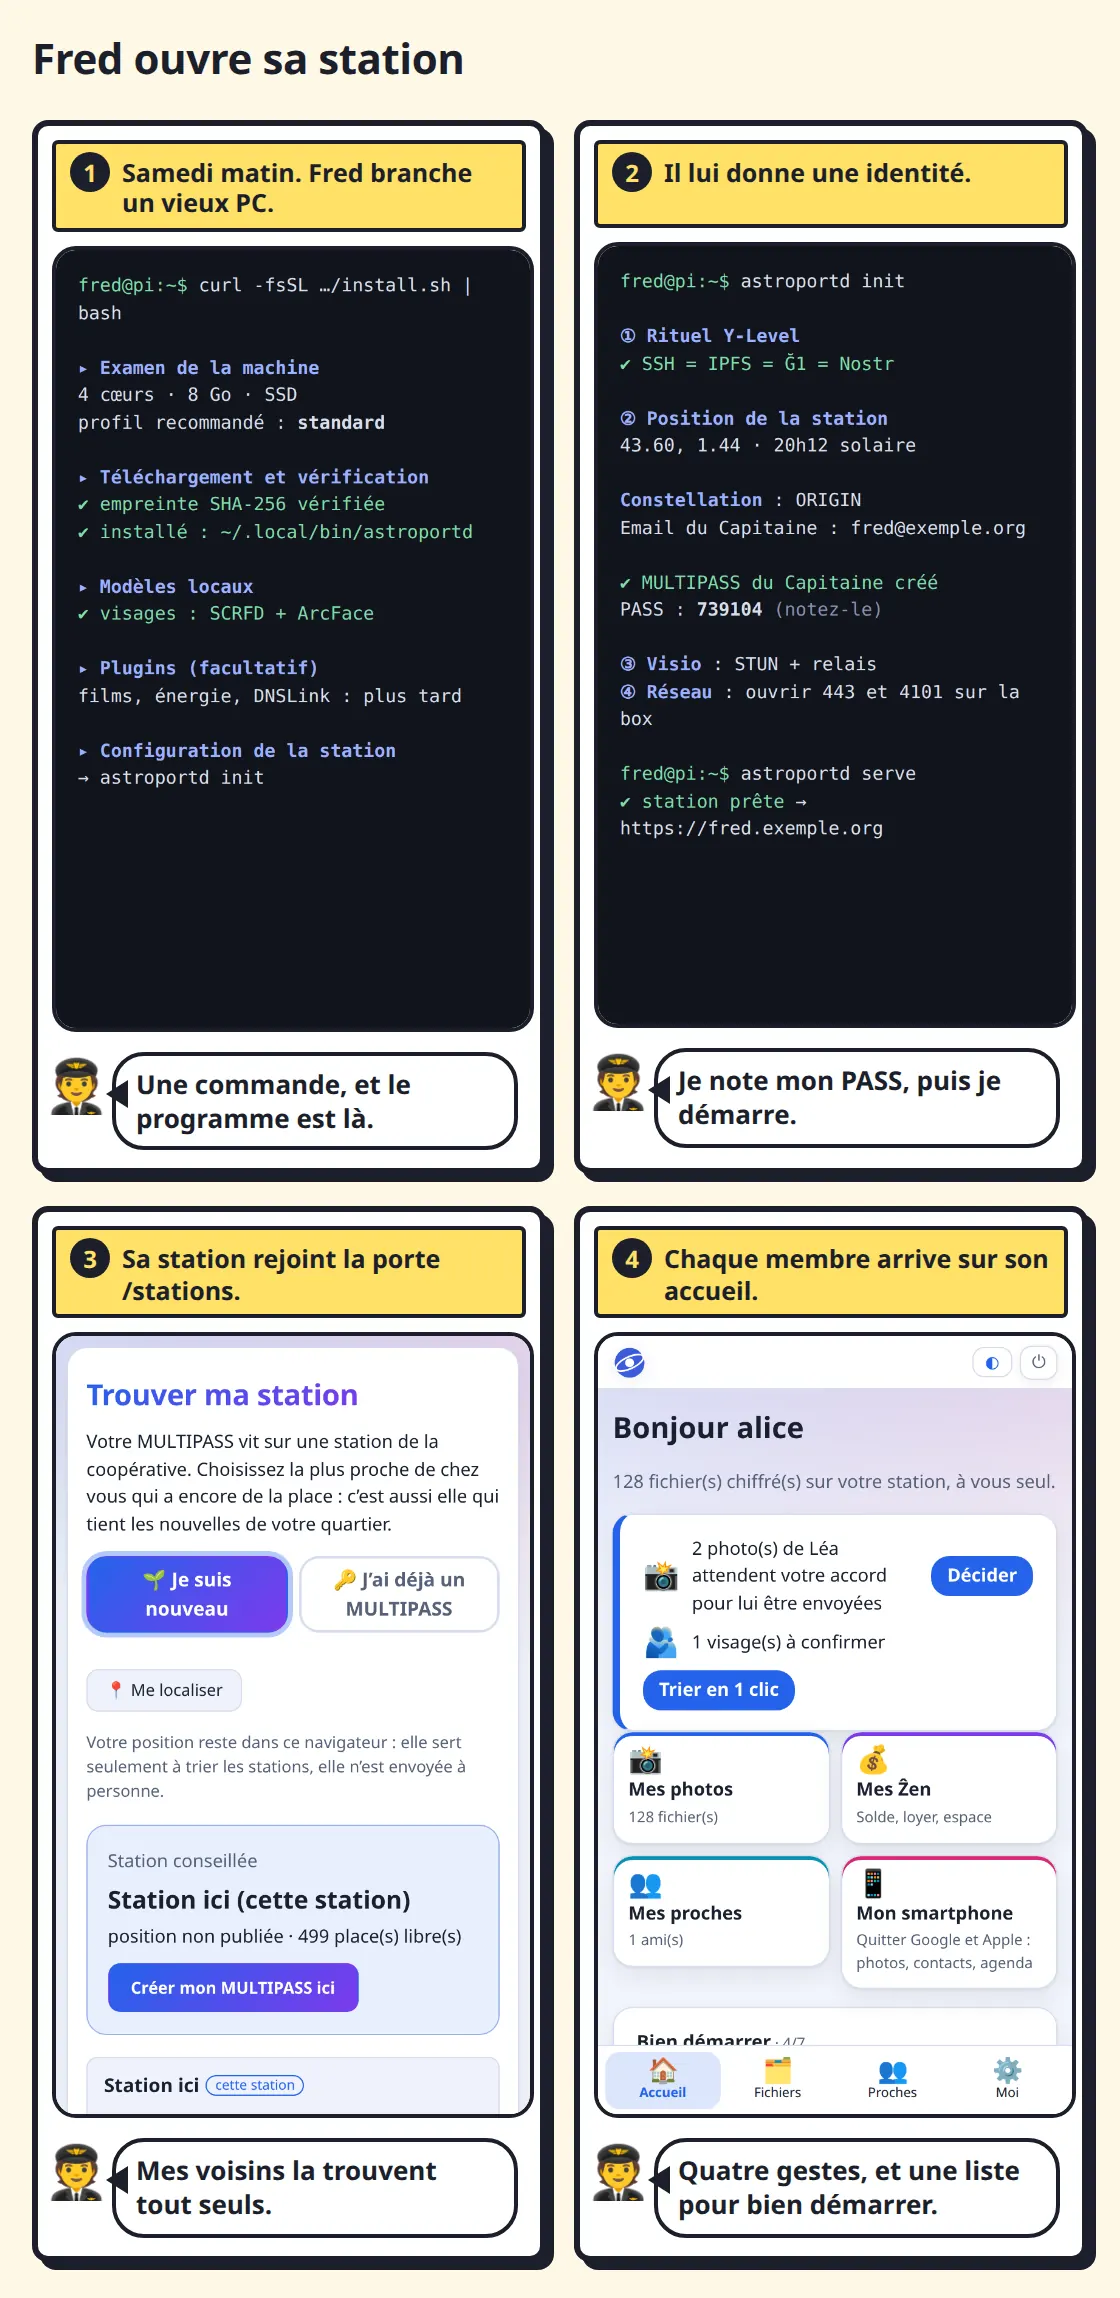 Fred ouvre sa station
1 Samedi matin. Fred branche
un vieux PC.
fred@pi:~$ curl -fsSL …/install.sh |
bash
▸ Examen de la machine
4 cœurs · 8 Go · SSD
profil recommandé : standard
▸ Téléchargement et vérification
✔ empreinte SHA-256 vérifiée
✔ installé : ~/.local/bin/astroportd
▸ Modèles locaux
✔ visages : SCRFD + ArcFace
▸ Plugins (facultatif)
films, énergie, DNSLink : plus tard
▸ Configuration de la station
→ astroportd init
Une commande, et le
programme est là.
2 Il lui donne une identité.
fred@pi:~$ astroportd init
① Rituel Y-Level
✔ SSH = IPFS = Ğ1 = Nostr
② Position de la station
43.60, 1.44 · 20h12 solaire
Constellation : ORIGIN
Email du Capitaine : fred@exemple.org
✔ MULTIPASS du Capitaine créé
PASS : 739104 (notez-le)
③ Visio : STUN + relais
④ Réseau : ouvrir 443 et 4101 sur la
box
fred@pi:~$ astroportd serve
✔ station prête →
https://fred.exemple.org
Je note mon PASS, puis je
démarre.
3 Sa station rejoint la porte
/stations.
Trouver ma station
Votre MULTIPASS vit sur une station de la
coopérative. Choisissez la plus proche de chez
vous qui a encore de la place : c’est aussi elle qui
tient les nouvelles de votre quartier.
🌱 Je suis
nouveau
🔑 J’ai déjà un
MULTIPASS
📍 Me localiser
Votre position reste dans ce navigateur : elle sert
seulement à trier les stations, elle n’est envoyée à
personne.
Station conseillée
Station ici (cette station)
position non publiée · 499 place(s) libre(s)
Créer mon MULTIPASS ici
Station ici cette station
Mes voisins la trouvent
tout seuls.
4 Chaque membre arrive sur son
accueil.
Bonjour alice
128 fichier(s) chiffré(s) sur votre station, à vous seul.
2 photo(s) de Léa
attendent votre accord
pour lui être envoyées
Décider
1 visage(s) à confirmer
Trier en 1 clic
Mes photos
128 fichier(s)
Mes Ẑen
Solde, loyer, espace
Mes proches
1 ami(s)
Mon smartphone
Quitter Google et Apple :
photos, contacts, agenda
Bien démarrer · 4/7
Accueil
Fichiers
Proches
Moi
Quatre gestes, et une liste
pour bien démarrer.